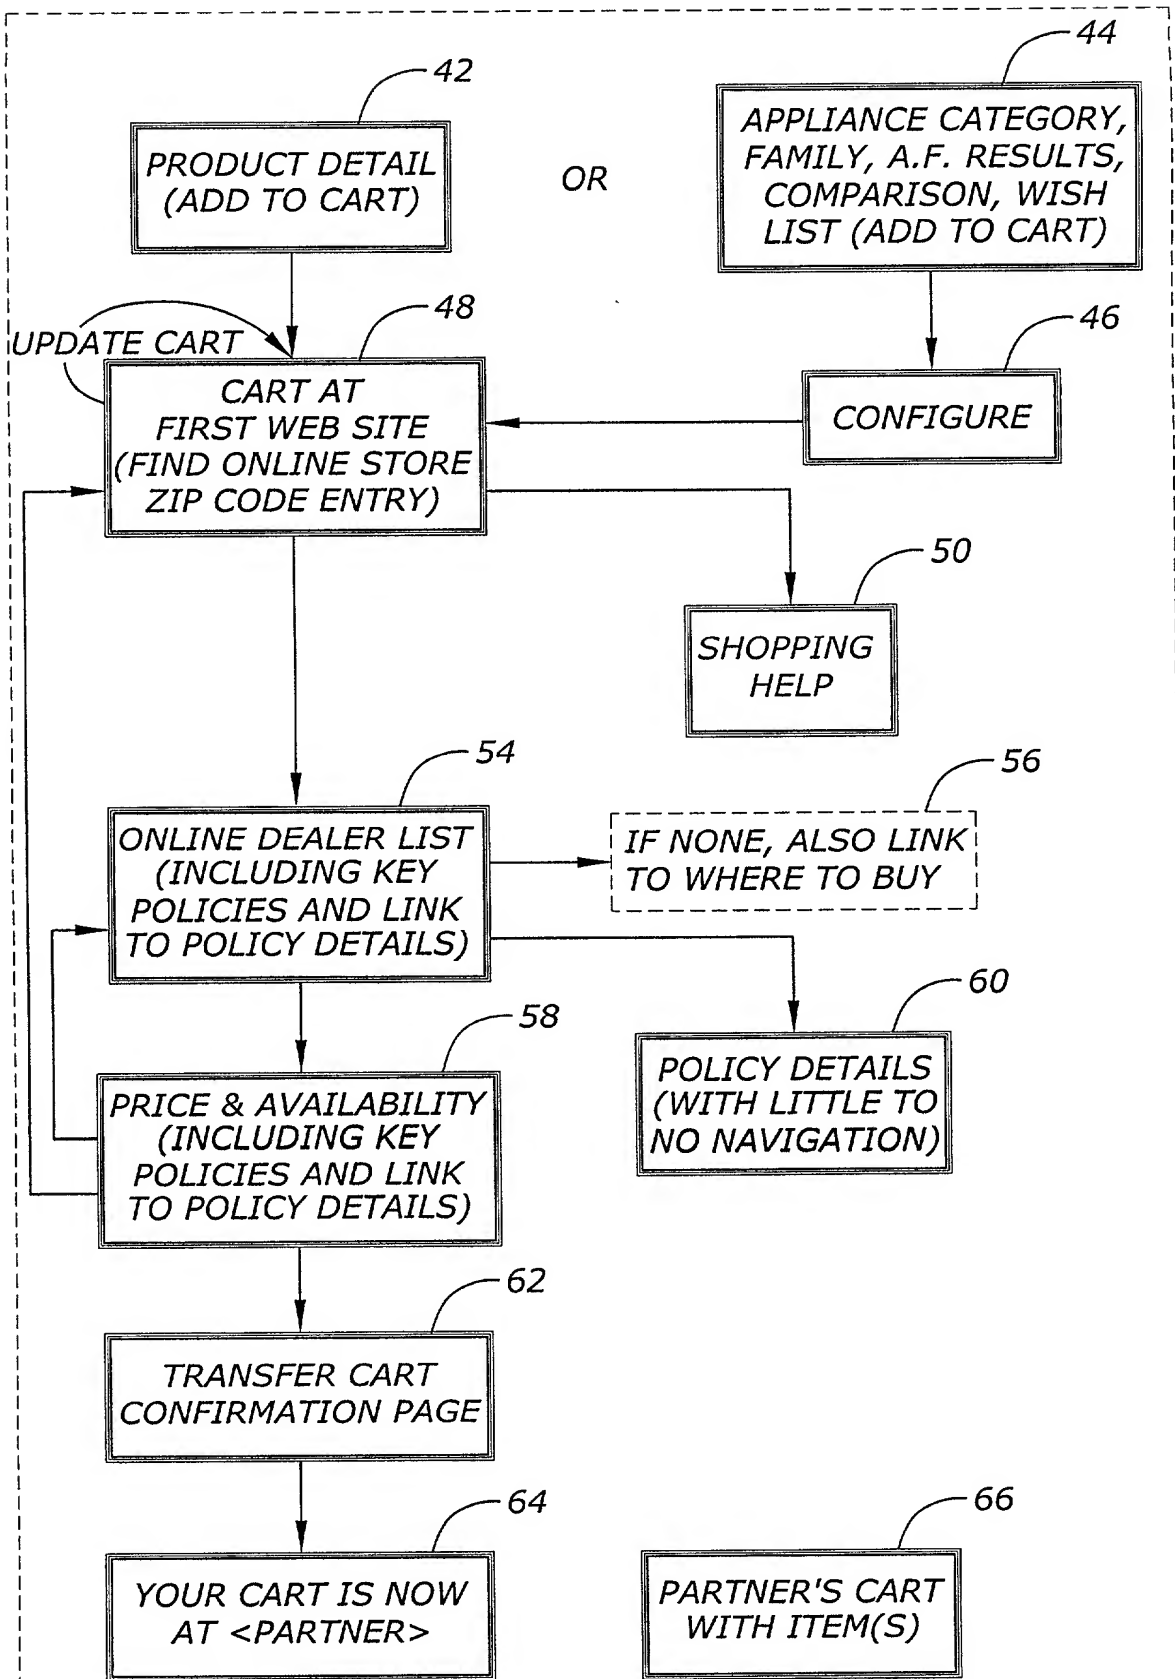 42
PRODUCT DETAIL
(ADD TO CART)
OR
44
APPLIANCE CATEGORY,
FAMILY, A.F. RESULTS,
COMPARISON, WISH
LIST (ADD TO CART)
UPDATE CART
48
CART AT
FIRST WEB SITE
(FIND ONLINE STORE
ZIP CODE ENTRY)
46
CONFIGURE
50
SHOPPING
HELP
54
ONLINE DEALER LIST
(INCLUDING KEY
POLICIES AND LINK
TO POLICY DETAILS)
56
IF NONE, ALSO LINK
TO WHERE TO BUY
58
PRICE & AVAILABILITY
(INCLUDING KEY
POLICIES AND LINK
TO POLICY DETAILS)
60
POLICY DETAILS
(WITH LITTLE TO
NO NAVIGATION)
62
TRANSFER CART
CONFIRMATION PAGE
64
YOUR CART IS NOW
AT <PARTNER>
66
PARTNER'S CART
WITH ITEM(S)